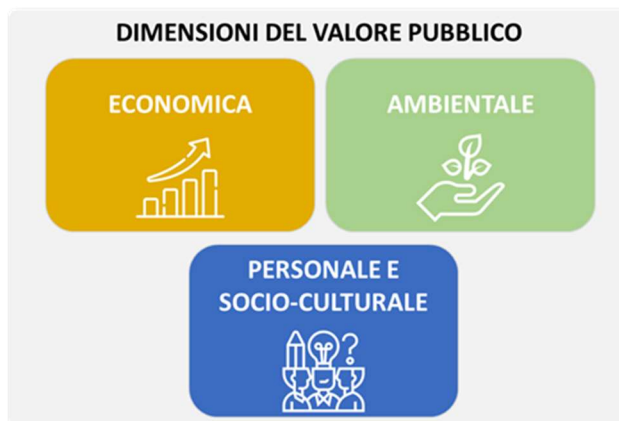 DIMENSIONI DEL VALORE PUBBLICO
ECONOMICA
AMBIENTALE
PERSONALE E
SOCIO-CULTURALE
?